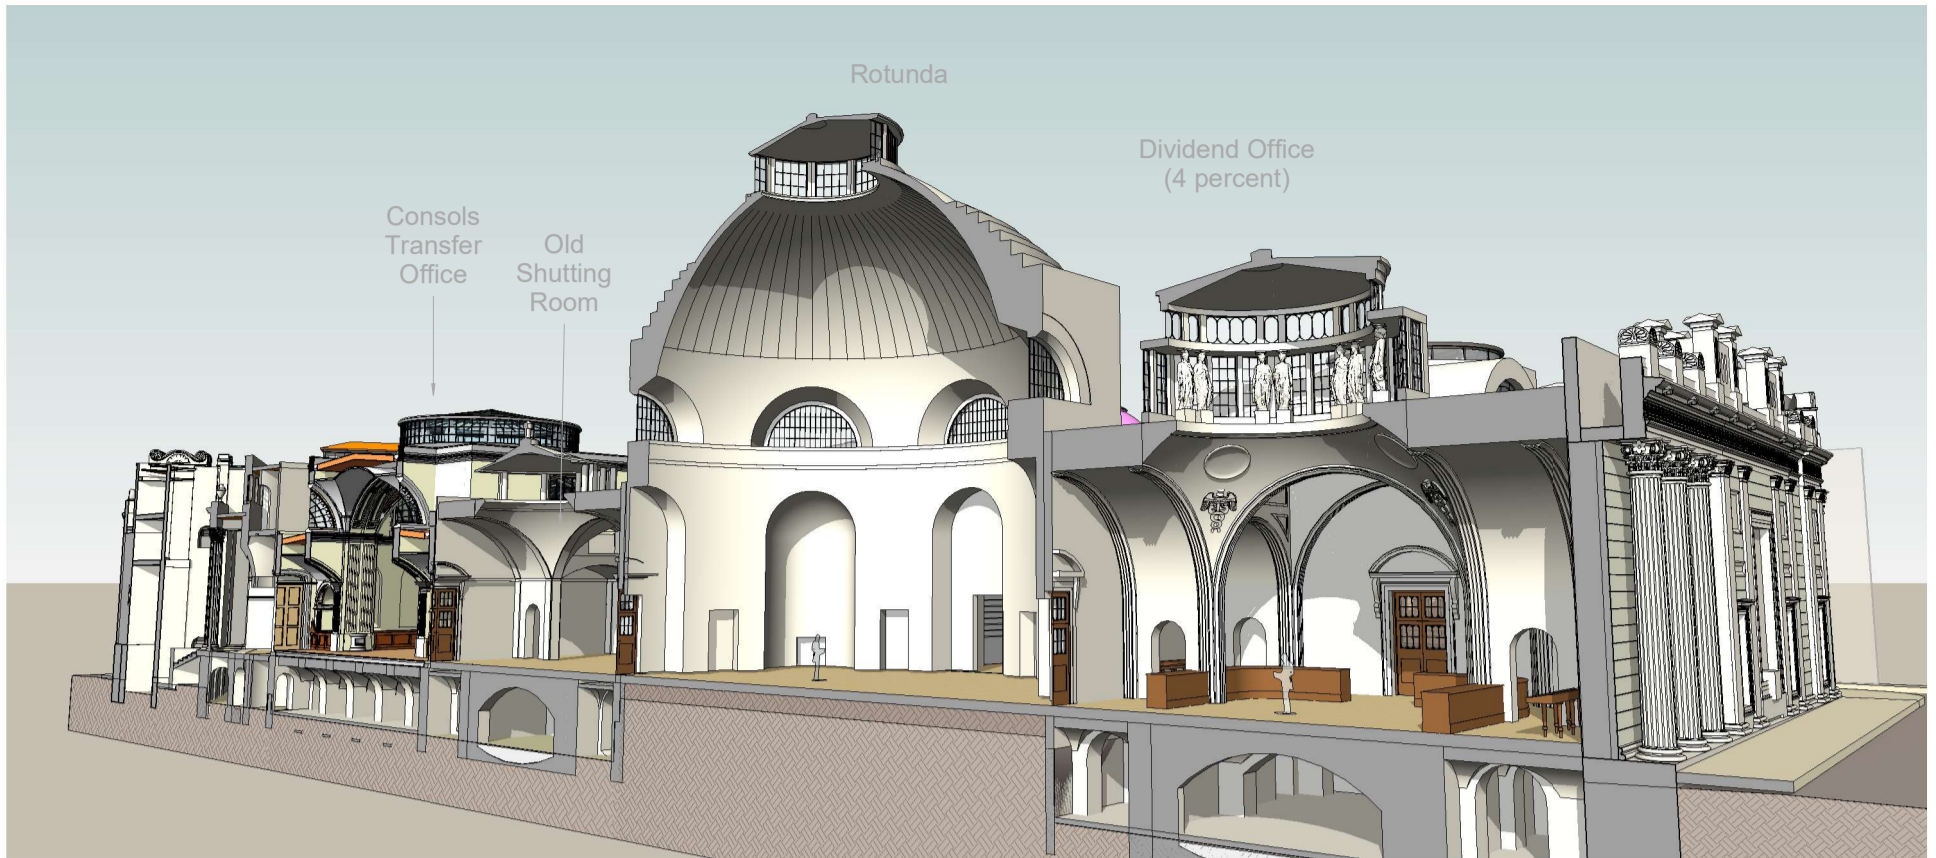 Rotunda
Dividend Office
(4 percent)
Consols
Transfer
Office
Old
Shutting
Room